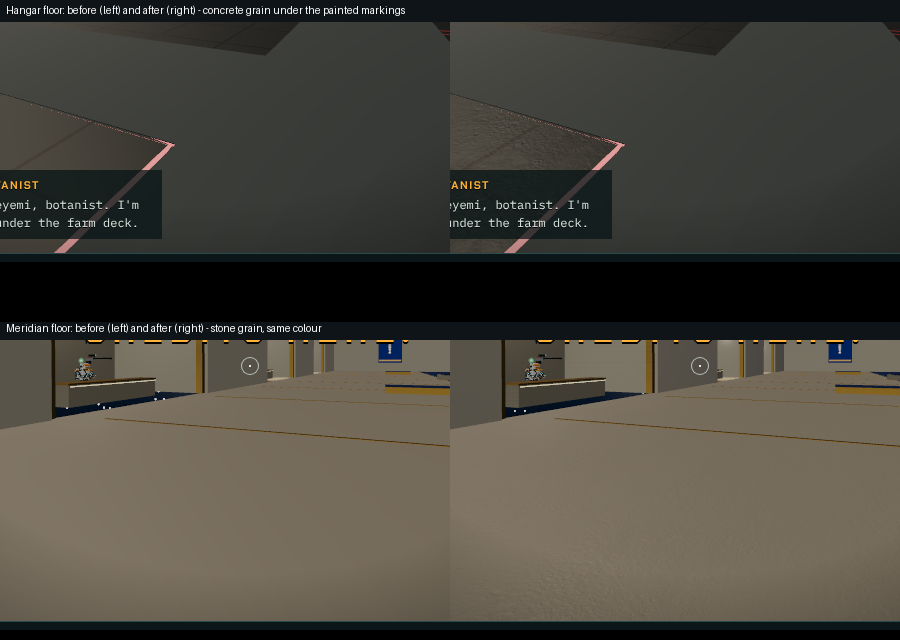 Hangar floor: before (left) and after (right) - concrete grain under the painted markings
ANIST
eyemi, botanist. I'm
under the farm deck.
ANIST
eyemi, botanist. I'm
under the farm deck.
Meridian floor: before (left) and after (right) - stone grain, same colour